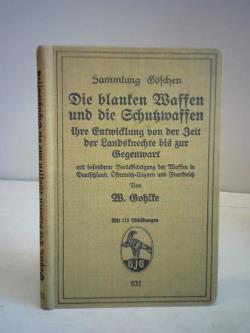 Sammlung Göschen
Die blanken Waffen
und die Schutzwaffen
Ihre Entwicklung von der Zeit
der Landsknechte bis zur
Gegenwart
mit besonderer Berücksichtigung der Waffen in
Deutschland, Österreich-Ungarn und Frankreich
Von
W. Gohlke
Mit 115 Abbildungen
GJG
631